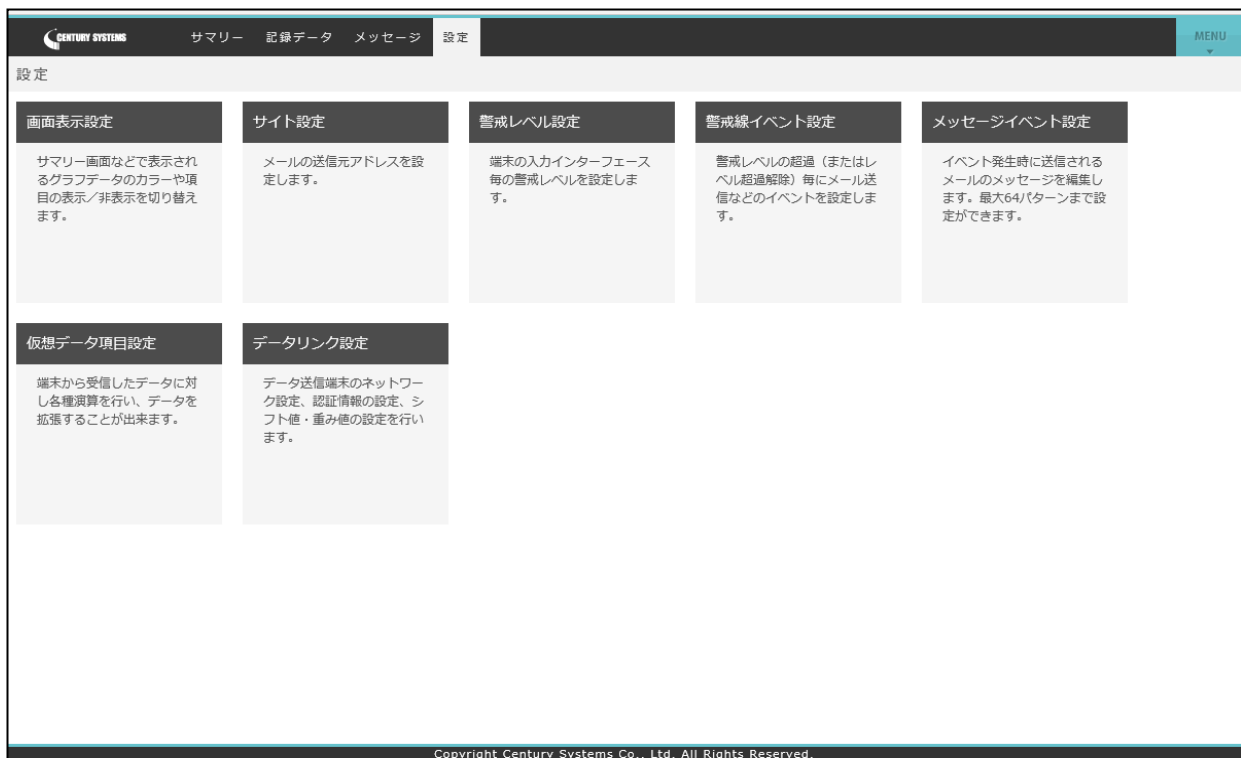 CENTURY SYSTEMS サマリー 記録データ メッセージ 設定 MENU
設定
画面表示設定
サマリー画面などで表示され
るグラフデータのカラーや項
目の表示／非表示を切り替え
ます。
サイト設定
メールの送信元アドレスを設
定します。
警戒レベル設定
端末の入力インターフェース
毎の警戒レベルを設定しま
す。
警戒線イベント設定
警戒レベルの超過（またはレ
ベル超過解除）毎にメール送
信などのイベントを設定しま
す。
メッセージイベント設定
イベント発生時に送信される
メールのメッセージを編集し
ます。最大64パターンまで設
定ができます。
仮想データ項目設定
端末から受信したデータに対
し各種演算を行い、データを
拡張することが出来ます。
データリンク設定
データ送信端末のネットワー
ク設定、認証情報の設定、シ
フト値・重み値の設定を行い
ます。
Copyright Century Systems Co., Ltd. All Rights Reserved.